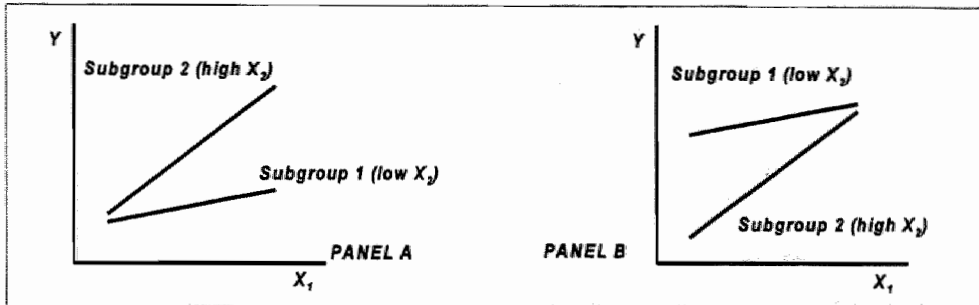 Y
Subgroup 2 (high X₂)
Subgroup 1 (low X₂)
X₁
PANEL A
Y
Subgroup 1 (low X₂)
Subgroup 2 (high X₂)
PANEL B
X₁